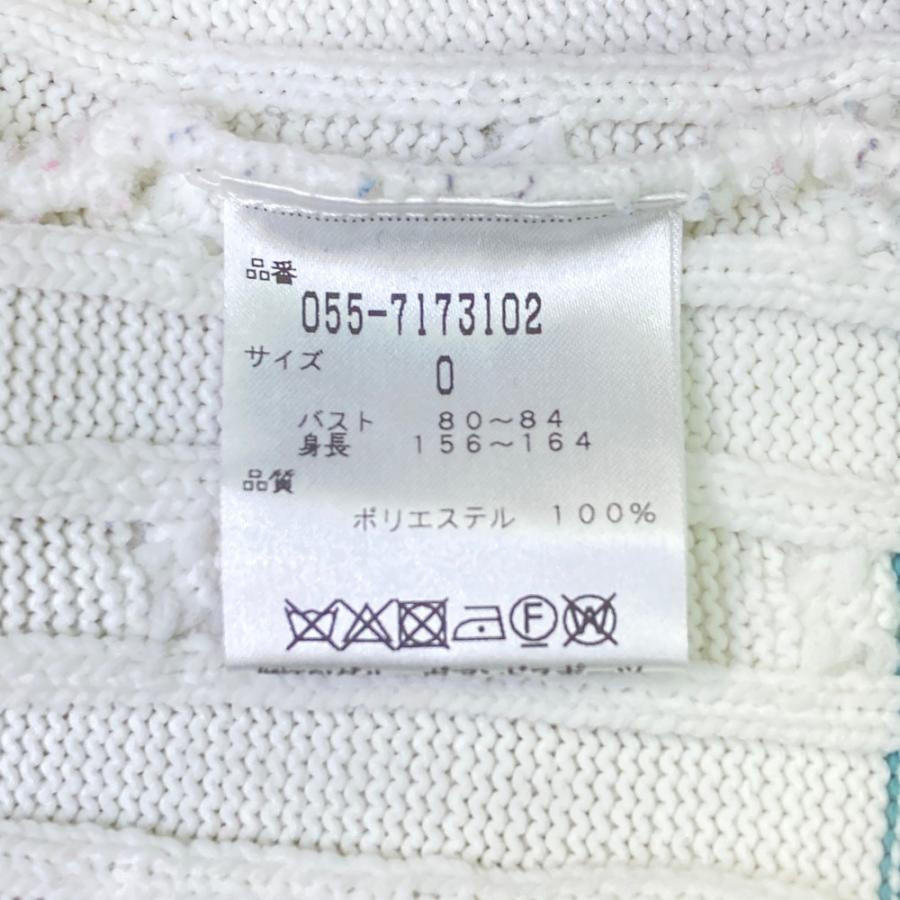 品番
055-7173102
サイズ
0
バスト 80～84
身長 156～164
品質
ポリエステル 100%
F
W